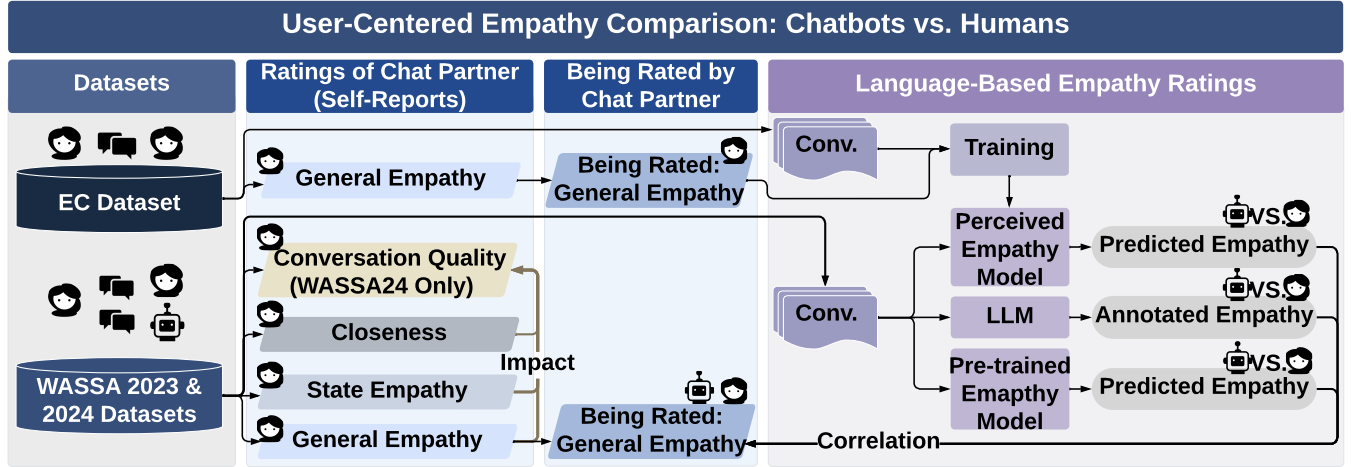 User-Centered Empathy Comparison: Chatbots vs. Humans
Datasets
Ratings of Chat Partner
(Self-Reports)
Being Rated by
Chat Partner
Language-Based Empathy Ratings
EC Dataset
General Empathy
Being Rated:
General Empathy
Conv.
Training
Perceived
Empathy
Model
VS.
Predicted Empathy
WASSA 2023 &
2024 Datasets
Conversation Quality
(WASSA24 Only)
Closeness
Impact
State Empathy
General Empathy
Being Rated:
General Empathy
Conv.
LLM
VS.
Annotated Empathy
Pre-trained
Emapthy
Model
VS.
Predicted Empathy
Correlation